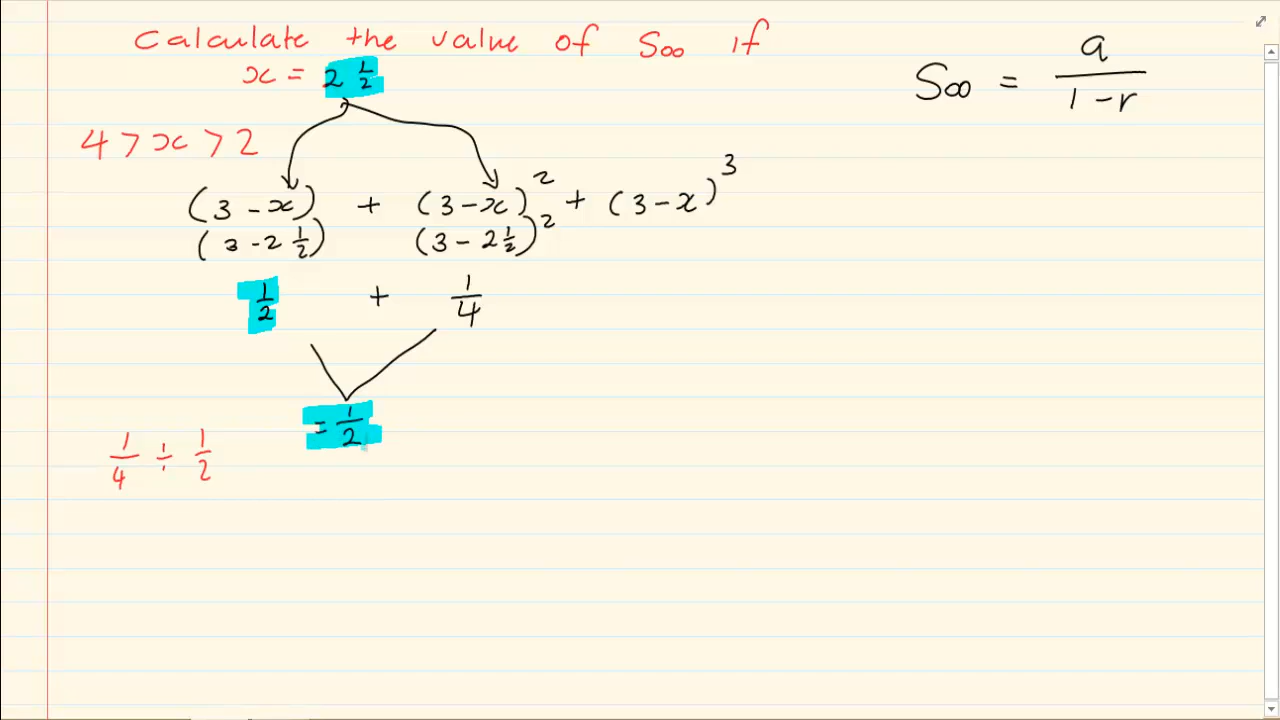 Calculate the value of S∞ if
x = 2 1/2
S∞ = a/(1-r)
4 > x > 2
(3-x) + (3-x)² + (3-x)³
(3-2 1/2) (3-2 1/2)²
1/2 + 1/4
= 1/2
1/4 ÷ 1/2